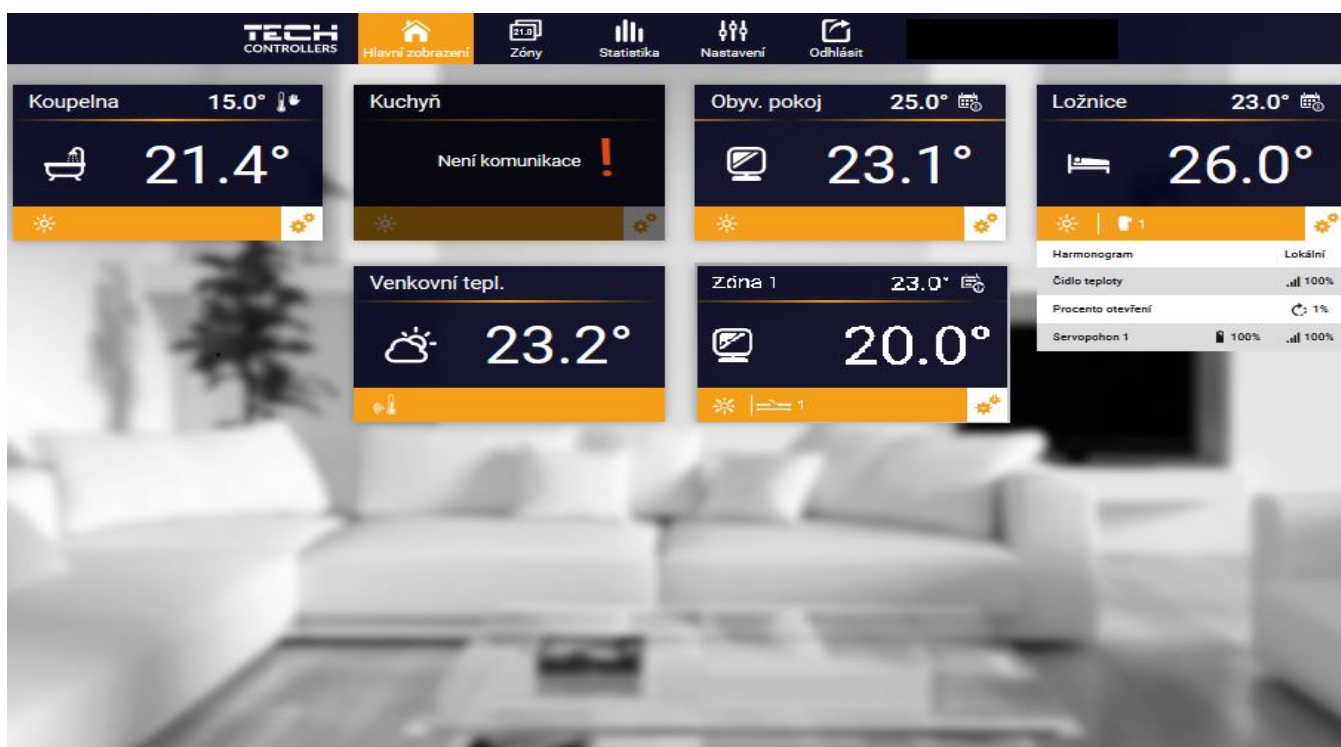 TECH
CONTROLLERS
Hlavní zobrazení
21.0
Zóny
Statistika
Nastavení
Odhlásit
Koupelna 15.0°
21.4°
Kuchyň
Není komunikace !
Obyv. pokoj 25.0°
23.1°
Ložnice 23.0°
26.0°
1
Harmonogram Lokální
Čidlo teploty 100%
Procento otevření 1%
Servopohon 1 100% 100%
Venkovní tepl.
23.2°
Zóna 1 23.0°
20.0°
1